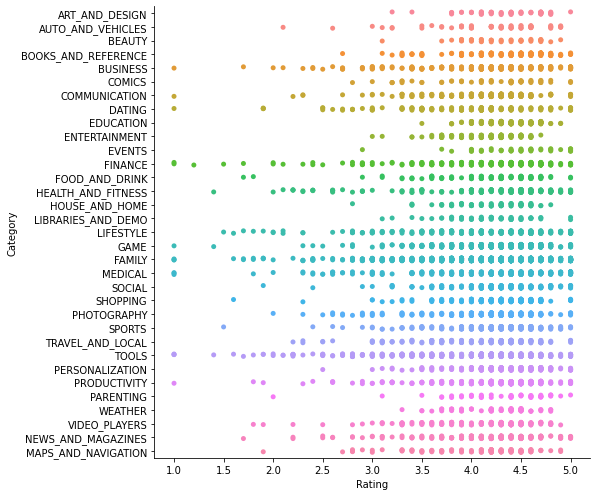 ART_AND_DESIGN
AUTO_AND_VEHICLES
BEAUTY
BOOKS_AND_REFERENCE
BUSINESS
COMICS
COMMUNICATION
DATING
EDUCATION
ENTERTAINMENT
EVENTS
FINANCE
FOOD_AND_DRINK
HEALTH_AND_FITNESS
HOUSE_AND_HOME
LIBRARIES_AND_DEMO
LIFESTYLE
GAME
FAMILY
MEDICAL
SOCIAL
SHOPPING
PHOTOGRAPHY
SPORTS
TRAVEL_AND_LOCAL
TOOLS
PERSONALIZATION
PRODUCTIVITY
PARENTING
WEATHER
VIDEO_PLAYERS
NEWS_AND_MAGAZINES
MAPS_AND_NAVIGATION
Category
1.0 1.5 2.0 2.5 3.0 3.5 4.0 4.5 5.0
Rating